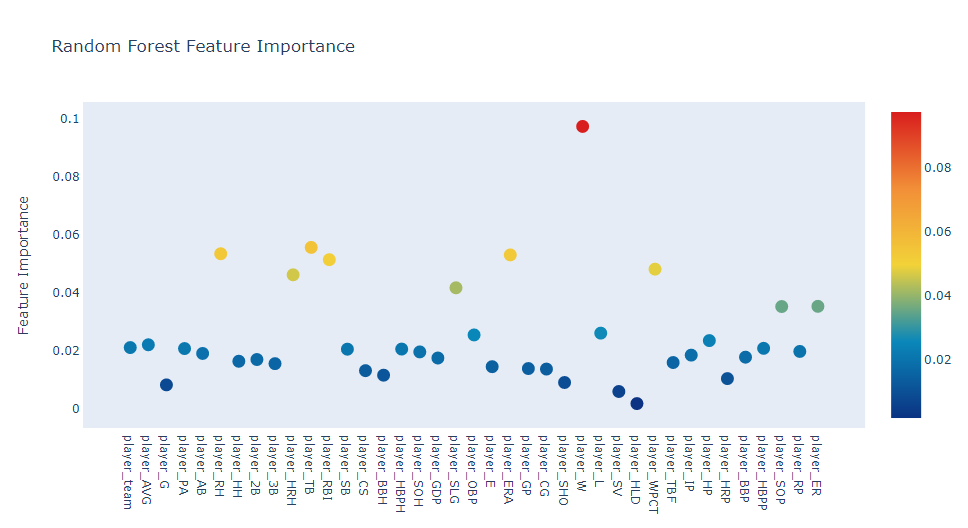 Random Forest Feature Importance
0.1
0.08
0.06
0.04
0.02
0
Feature Importance
player_team
player_AVG
player_G
player_PA
player_AB
player_RH
player_HH
player_2B
player_3B
player_HRH
player_TB
player_RBI
player_SB
player_CS
player_BBH
player_HBPH
player_SOH
player_GDP
player_SLG
player_OBP
player_E
player_ERA
player_GP
player_CG
player_SHO
player_W
player_L
player_SV
player_HLD
player_WPCT
player_TBF
player_IP
player_HP
player_HRP
player_BBP
player_HBPP
player_SOP
player_RP
player_ER
0.08
0.06
0.04
0.02